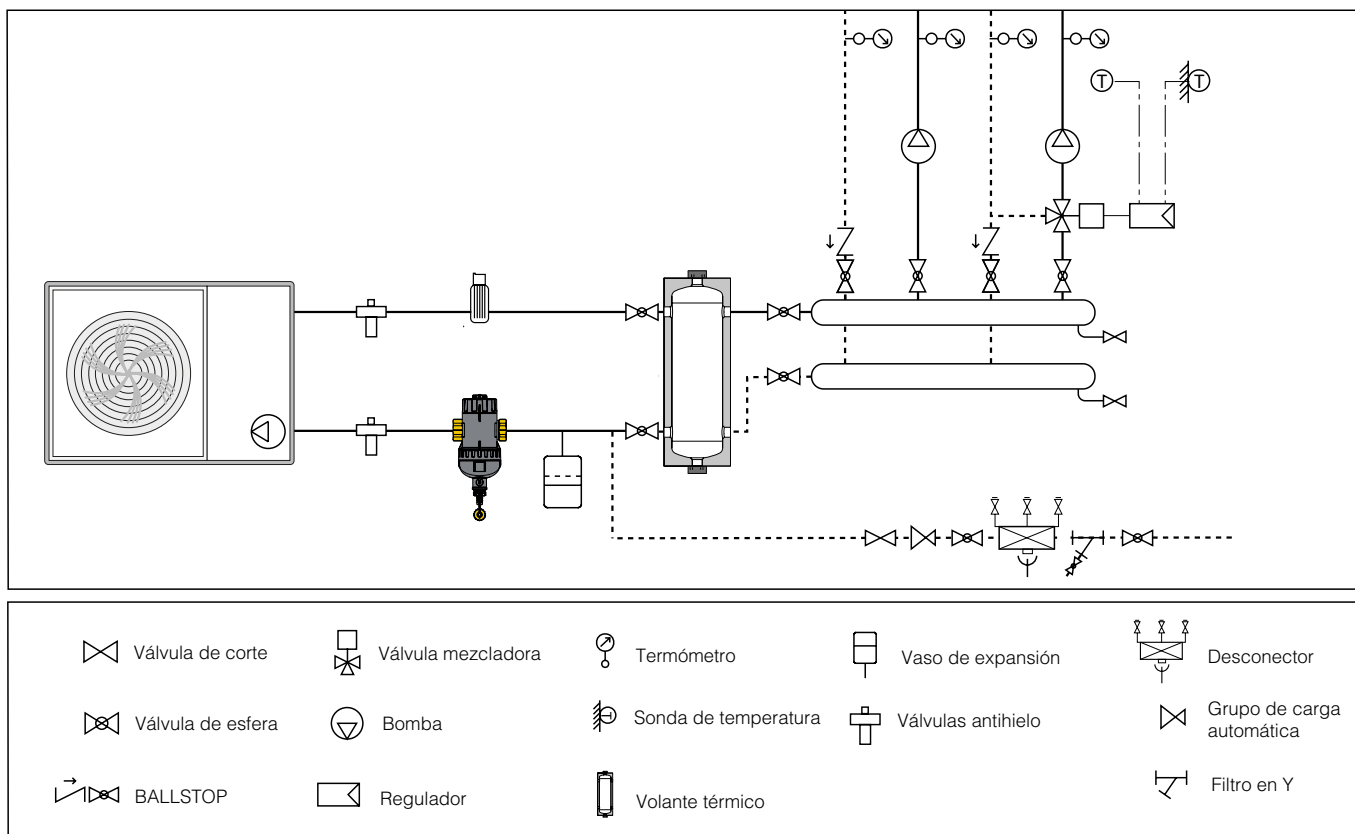 T
T
Válvula de corte
Válvula mezcladora
Termómetro
Vaso de expansión
Desconector
Válvula de esfera
Bomba
Sonda de temperatura
Válvulas antihielo
Grupo de carga
automática
BALLSTOP
Regulador
Volante térmico
Filtro en Y